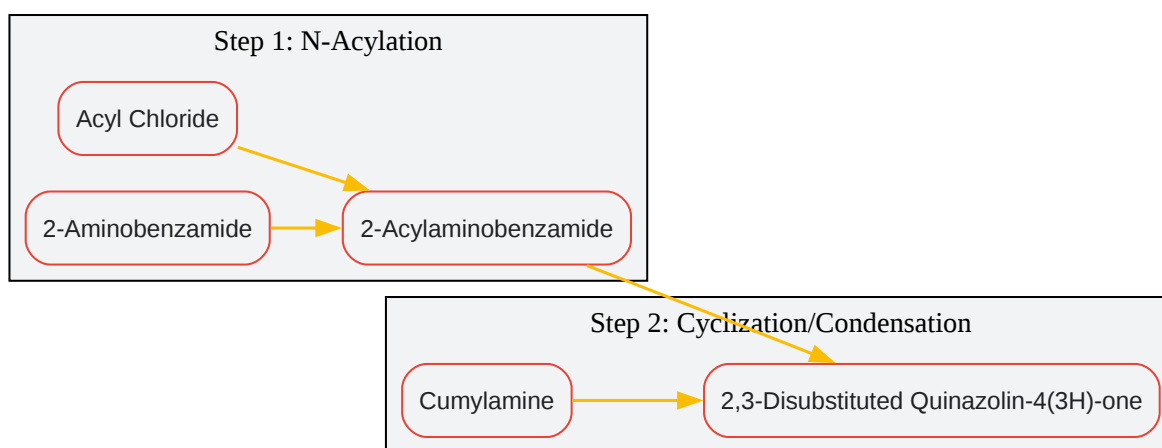 Step 1: N-Acylation
Acyl Chloride
2-Aminobenzamide
2-Acylaminobenzamide
Step 2: Cyclization/Condensation
Cumylamine
2,3-Disubstituted Quinazolin-4(3H)-one